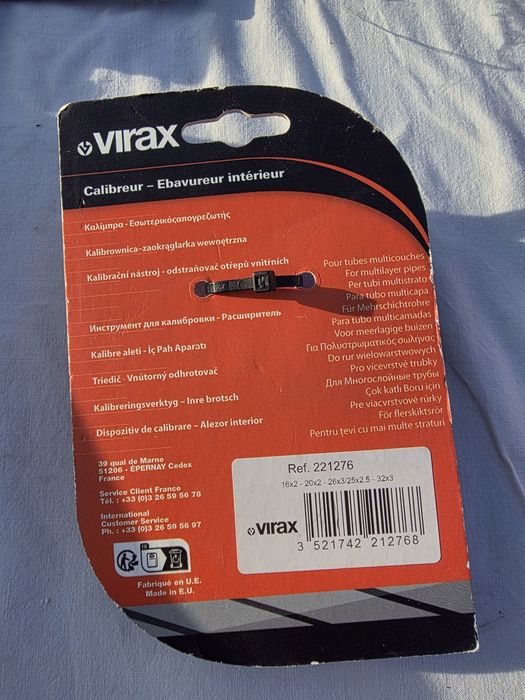 virax
Calibreur – Ebavureur intérieur
Καλίμπρα - Εσωτερικόςαπογρεζωτής
Kalibrownica–zaokrąglarka wewnętrzna
Kalibrační nástroj - odstraňovač otřepů vnitřních
Инструмент для калибровки - Расширитель
Kalibre aleti - İç Pah Aparatı
Triedič - Vnútorný odhrotovač
Kalibreringsverktyg – Inre brotsch
Dispozitiv de calibrare – Alezor interior
Pour tubes multicouches
For multilayer pipes
Per tubi multistrato
Para tubo multicapa
Für Mehrschichtrohre
Para tubo multicamadas
Voor meerlagige buizen
Για Πολυστρωματικός σωλήνας
Do rur wielowarstwowych
Pro vícevrstvé trubky
Для Многослойные трубы
Çok katlı Boru için
Pre viacvrstvové rúrky
För flerskiktsrör
Pentru țevi cu mai multe straturi
39 quai de Marne
51206 - ÉPERNAY Cedex
France
Service Client France
Tél. : +33 (0)3 26 59 56 78
International
Customer Service
Ph. : +33 (0)3 26 59 56 97
Fabriqué en U.E.
Made in E.U.
Ref. 221276
16x2 - 20x2 - 26x3/25x2.5 - 32x3
virax
3 521742 212768